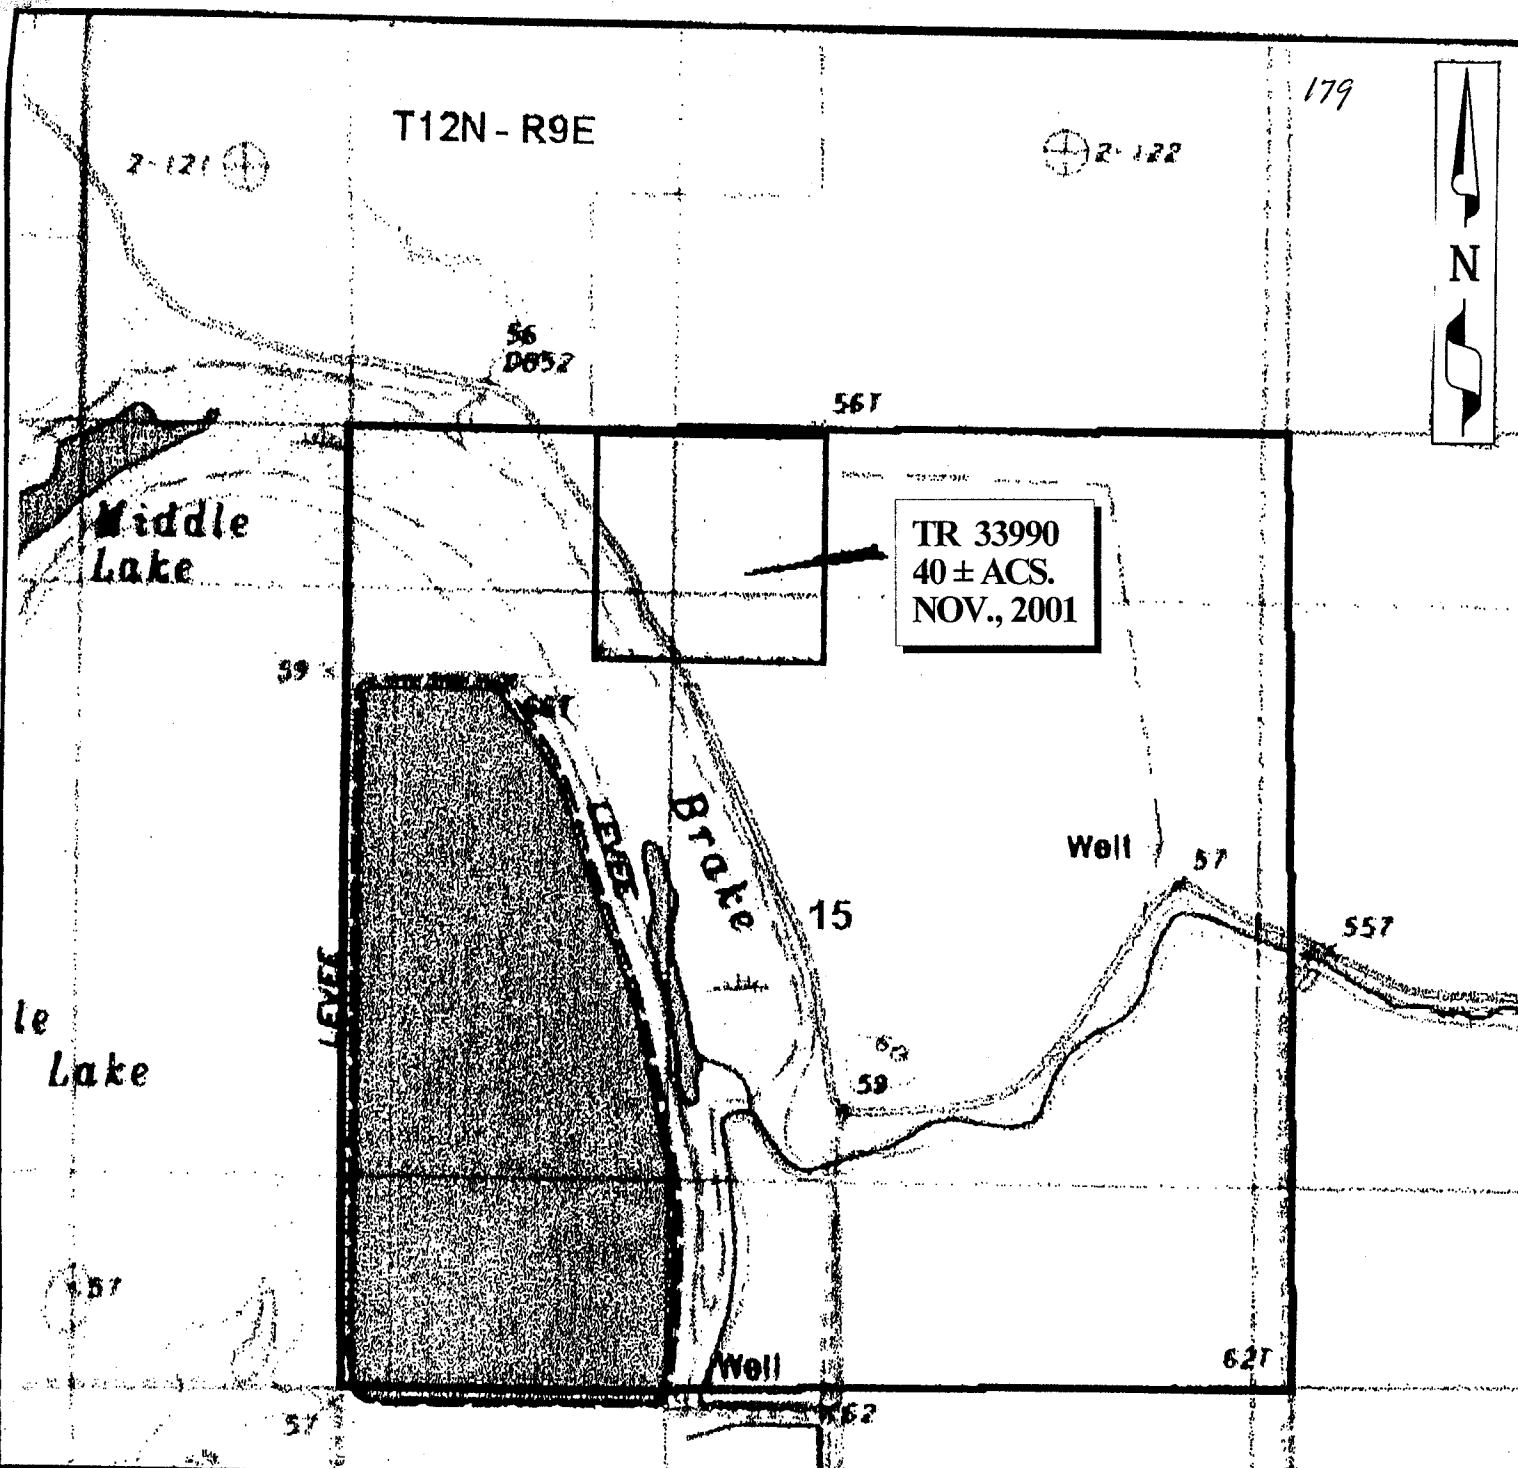 179
T12N - R9E
2-121
2-122
N
56
D852
56T
Middle
Lake
TR 33990
40 ± ACS.
NOV., 2001
59
LEVEE
Brake
Well
57
15
557
LEVEE
le
Lake
59
57
Well
62T
57
62